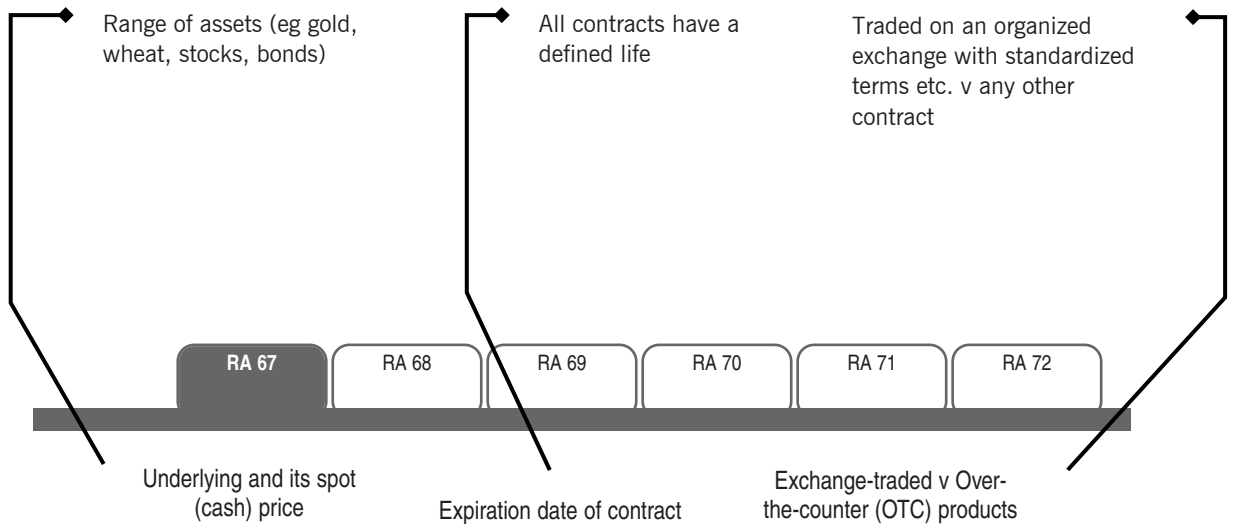 Range of assets (eg gold,
wheat, stocks, bonds)
All contracts have a
defined life
Traded on an organized
exchange with standardized
terms etc. v any other
contract
RA 67
RA 68
RA 69
RA 70
RA 71
RA 72
Underlying and its spot
(cash) price
Expiration date of contract
Exchange-traded v Over-
the-counter (OTC) products